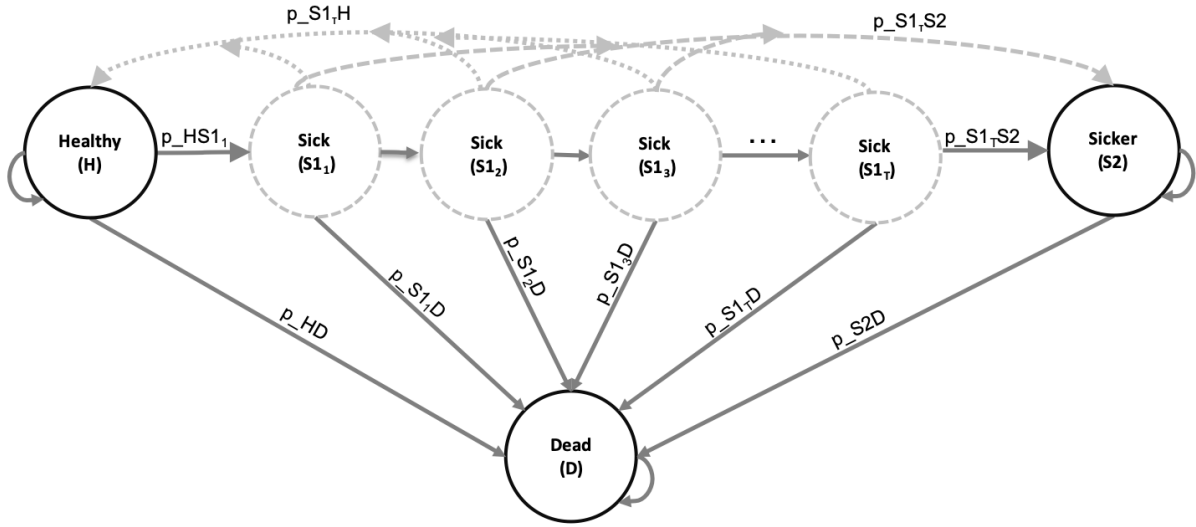 p_S1ₜH
p_S1ₜS2
Healthy
(H)
p_HS1₁
Sick
(S1₁)
Sick
(S1₂)
Sick
(S1₃)
...
Sick
(S1ₜ)
p_S1ₜS2
Sicker
(S2)
p_HD
p_S1₁D
p_S1₂D
p_S1₃D
p_S1ₜD
p_S2D
Dead
(D)